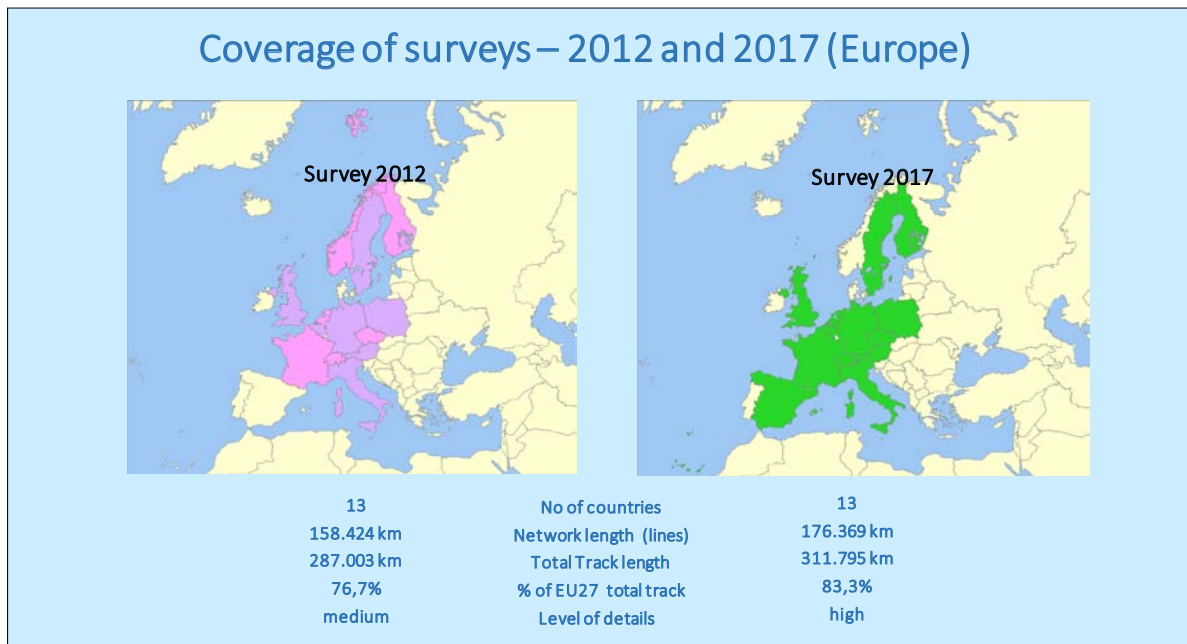 Coverage of surveys – 2012 and 2017 (Europe)
Survey 2012
Survey 2017
13 No of countries 13
158.424 km Network length (lines) 176.369 km
287.003 km Total Track length 311.795 km
76,7% % of EU27 total track 83,3%
medium Level of details high